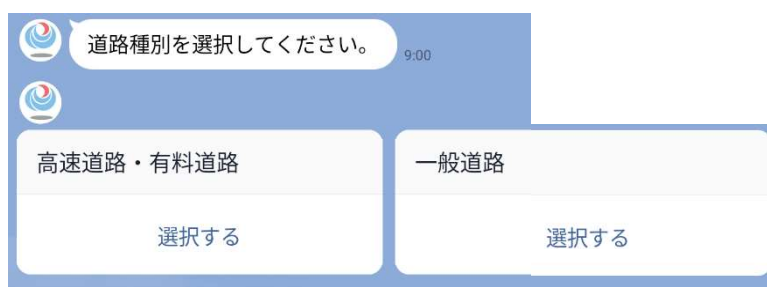 道路種別を選択してください。
9:00
高速道路・有料道路
選択する
一般道路
選択する